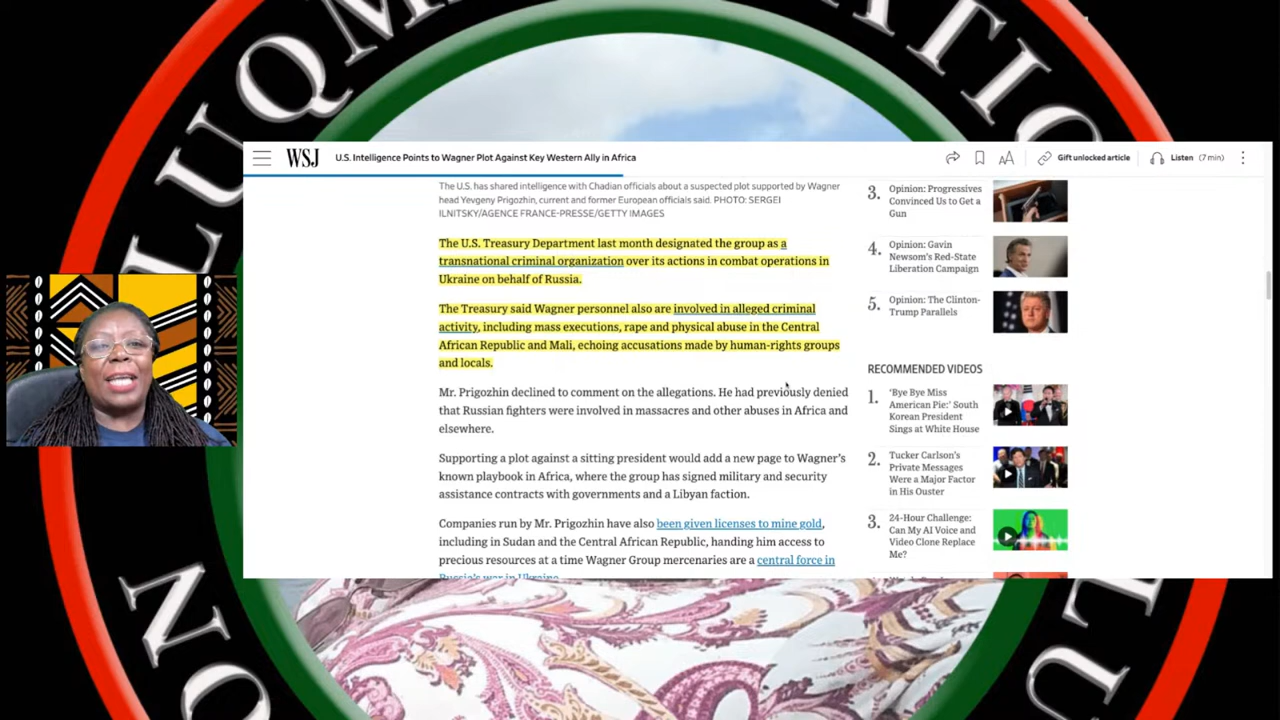 LUQM
ATIO
WSJ
U.S. Intelligence Points to Wagner Plot Against Key Western Ally in Africa
Gift unlocked article
Listen (7 min)
The U.S. has shared intelligence with Chadian officials about a suspected plot supported by Wagner
head Yevgeny Prigozhin, current and former European officials said. PHOTO: SERGEI
ILNITSKY/AGENCE FRANCE-PRESSE/GETTY IMAGES
The U.S. Treasury Department last month designated the group as a
transnational criminal organization over its actions in combat operations in
Ukraine on behalf of Russia.
The Treasury said Wagner personnel also are involved in alleged criminal
activity, including mass executions, rape and physical abuse in the Central
African Republic and Mali, echoing accusations made by human-rights groups
and locals.
Mr. Prigozhin declined to comment on the allegations. He had previously denied
that Russian fighters were involved in massacres and other abuses in Africa and
elsewhere.
Supporting a plot against a sitting president would add a new page to Wagner's
known playbook in Africa, where the group has signed military and security
assistance contracts with governments and a Libyan faction.
Companies run by Mr. Prigozhin have also been given licenses to mine gold,
including in Sudan and the Central African Republic, handing him access to
precious resources at a time Wagner Group mercenaries are a central force in
Russia's war in Ukraine
3. Opinion: Progressives
Convinced Us to Get a
Gun
4. Opinion: Gavin
Newsom's Red-State
Liberation Campaign
5. Opinion: The Clinton-
Trump Parallels
RECOMMENDED VIDEOS
1. 'Bye Bye Miss
American Pie:' South
Korean President
Sings at White House
2. Tucker Carlson's
Private Messages
Were a Major Factor
in His Ouster
3. 24-Hour Challenge:
Can My AI Voice and
Video Clone Replace
Me?